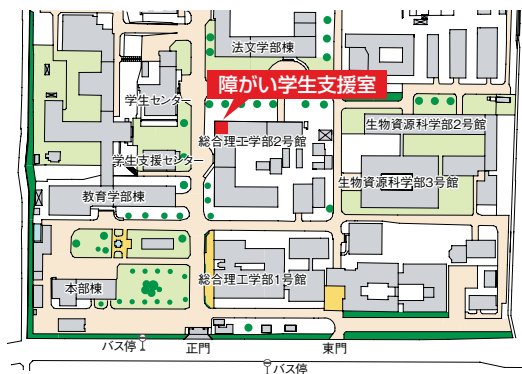 法文学部棟
障がい学生支援室
学生センター
総合理工学部2号館
生物資源科学部2号館
学生支援センター
生物資源科学部3号館
教育学部棟
総合理工学部1号館
本部棟
バス停
正門
東門
バス停